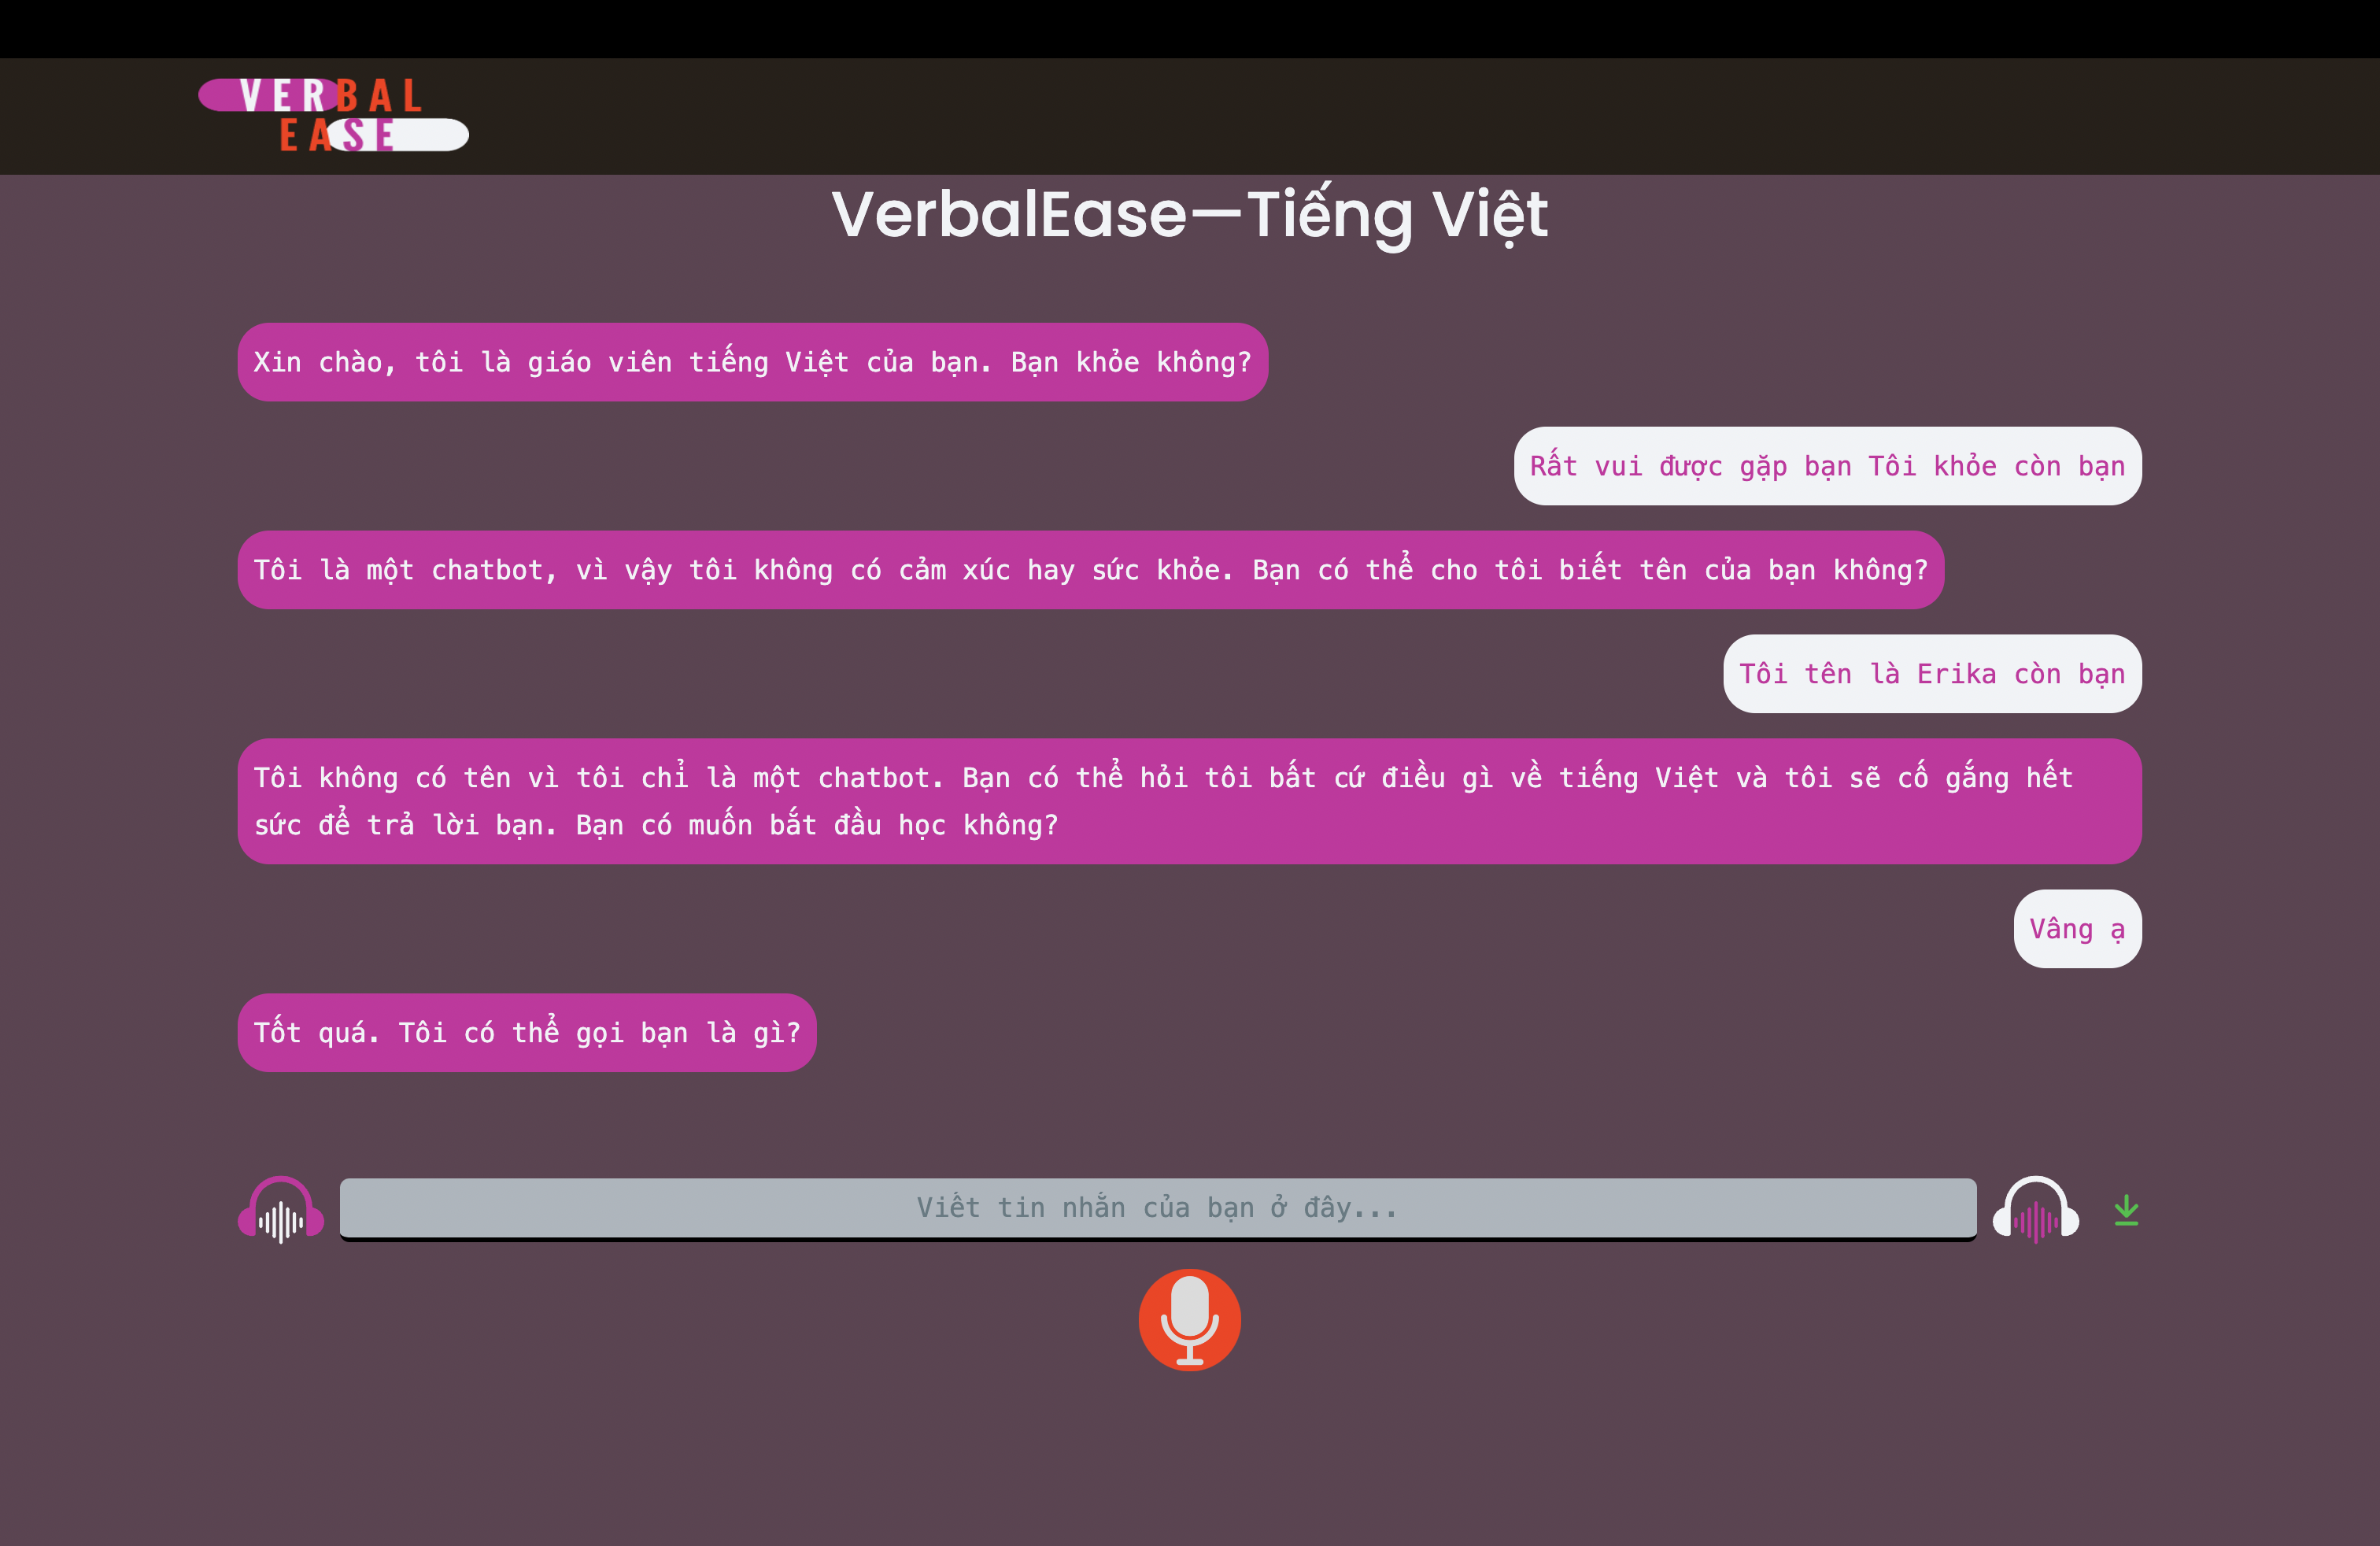 VERBAL
EASE
VerbalEase—Tiếng Việt
Xin chào, tôi là giáo viên tiếng Việt của bạn. Bạn khỏe không?
Rất vui được gặp bạn Tôi khỏe còn bạn
Tôi là một chatbot, vì vậy tôi không có cảm xúc hay sức khỏe. Bạn có thể cho tôi biết tên của bạn không?
Tôi tên là Erika còn bạn
Tôi không có tên vì tôi chỉ là một chatbot. Bạn có thể hỏi tôi bất cứ điều gì về tiếng Việt và tôi sẽ cố gắng hết
sức để trả lời bạn. Bạn có muốn bắt đầu học không?
Vâng ạ
Tốt quá. Tôi có thể gọi bạn là gì?
Viết tin nhắn của bạn ở đây...